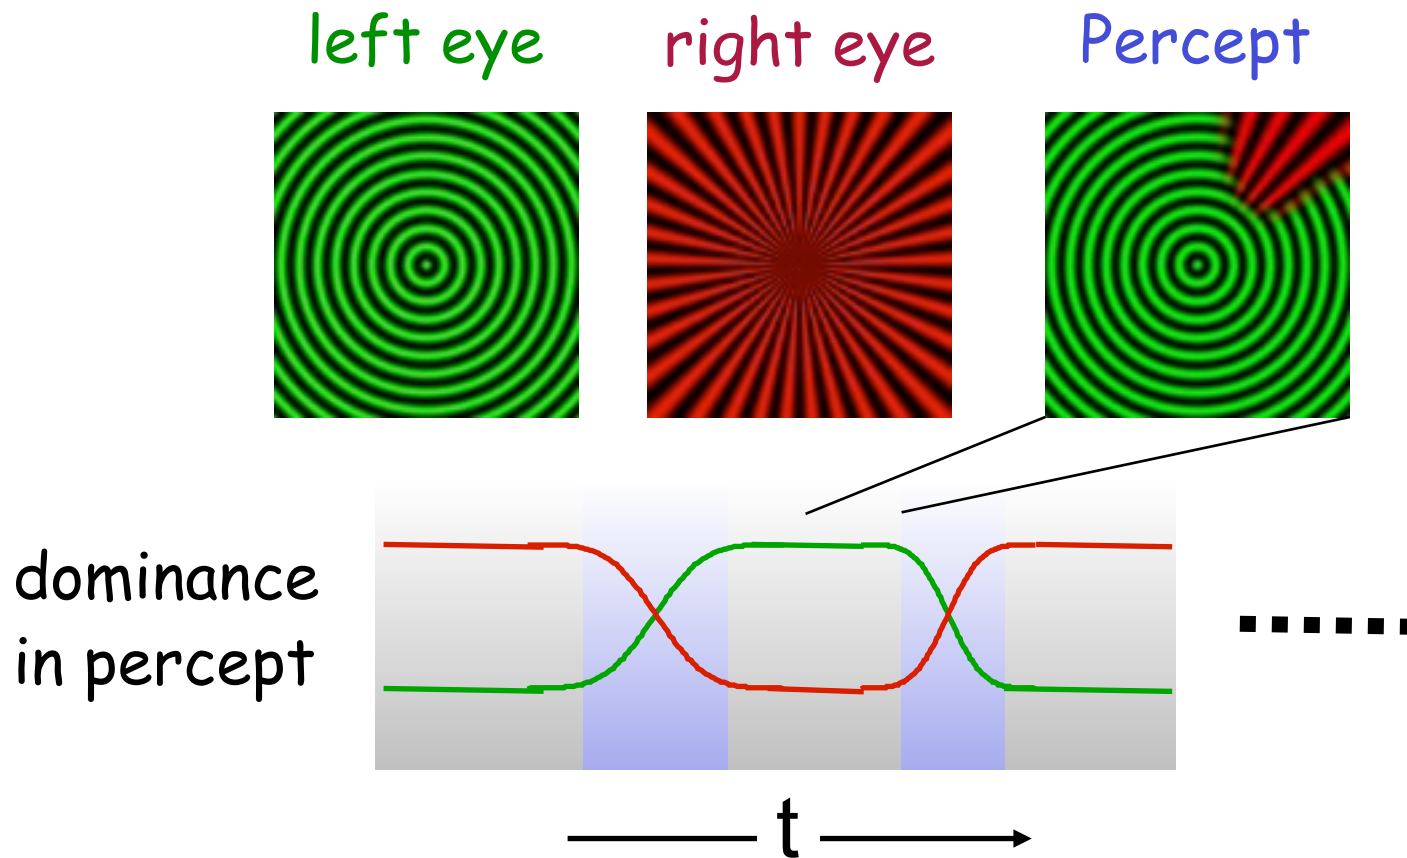 left eye
right eye
Percept
dominance
in percept
t